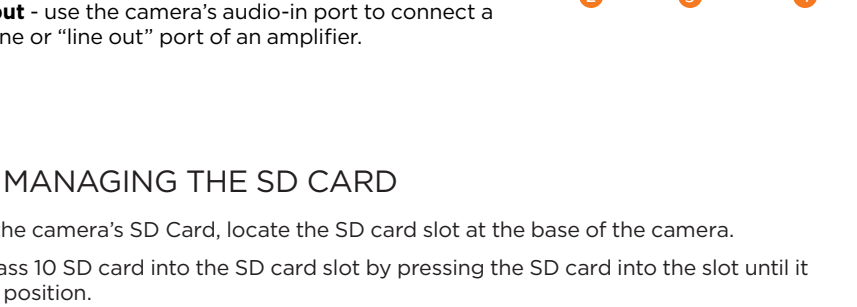 out - use the camera’s audio-in port to connect a
ne or “line out” port of an amplifier.
MANAGING THE SD CARD
he camera’s SD Card, locate the SD card slot at the base of the camera.
ass 10 SD card into the SD card slot by pressing the SD card into the slot until it
position.